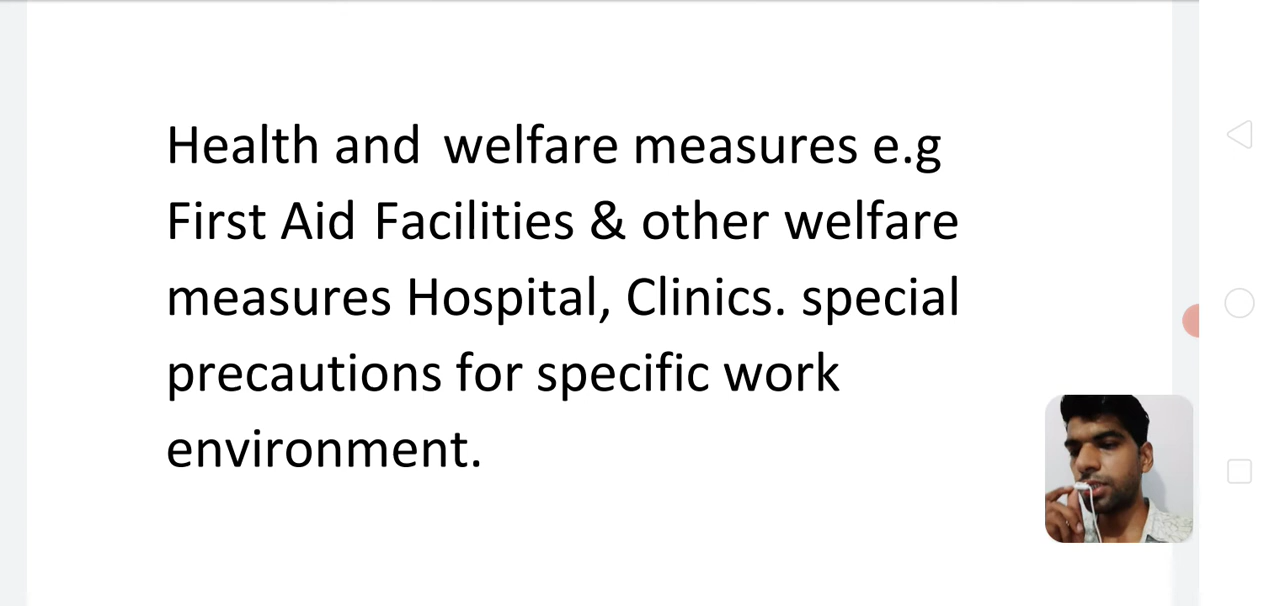 Health and welfare measures e.g
First Aid Facilities & other welfare
measures Hospital, Clinics. special
precautions for specific work
environment.